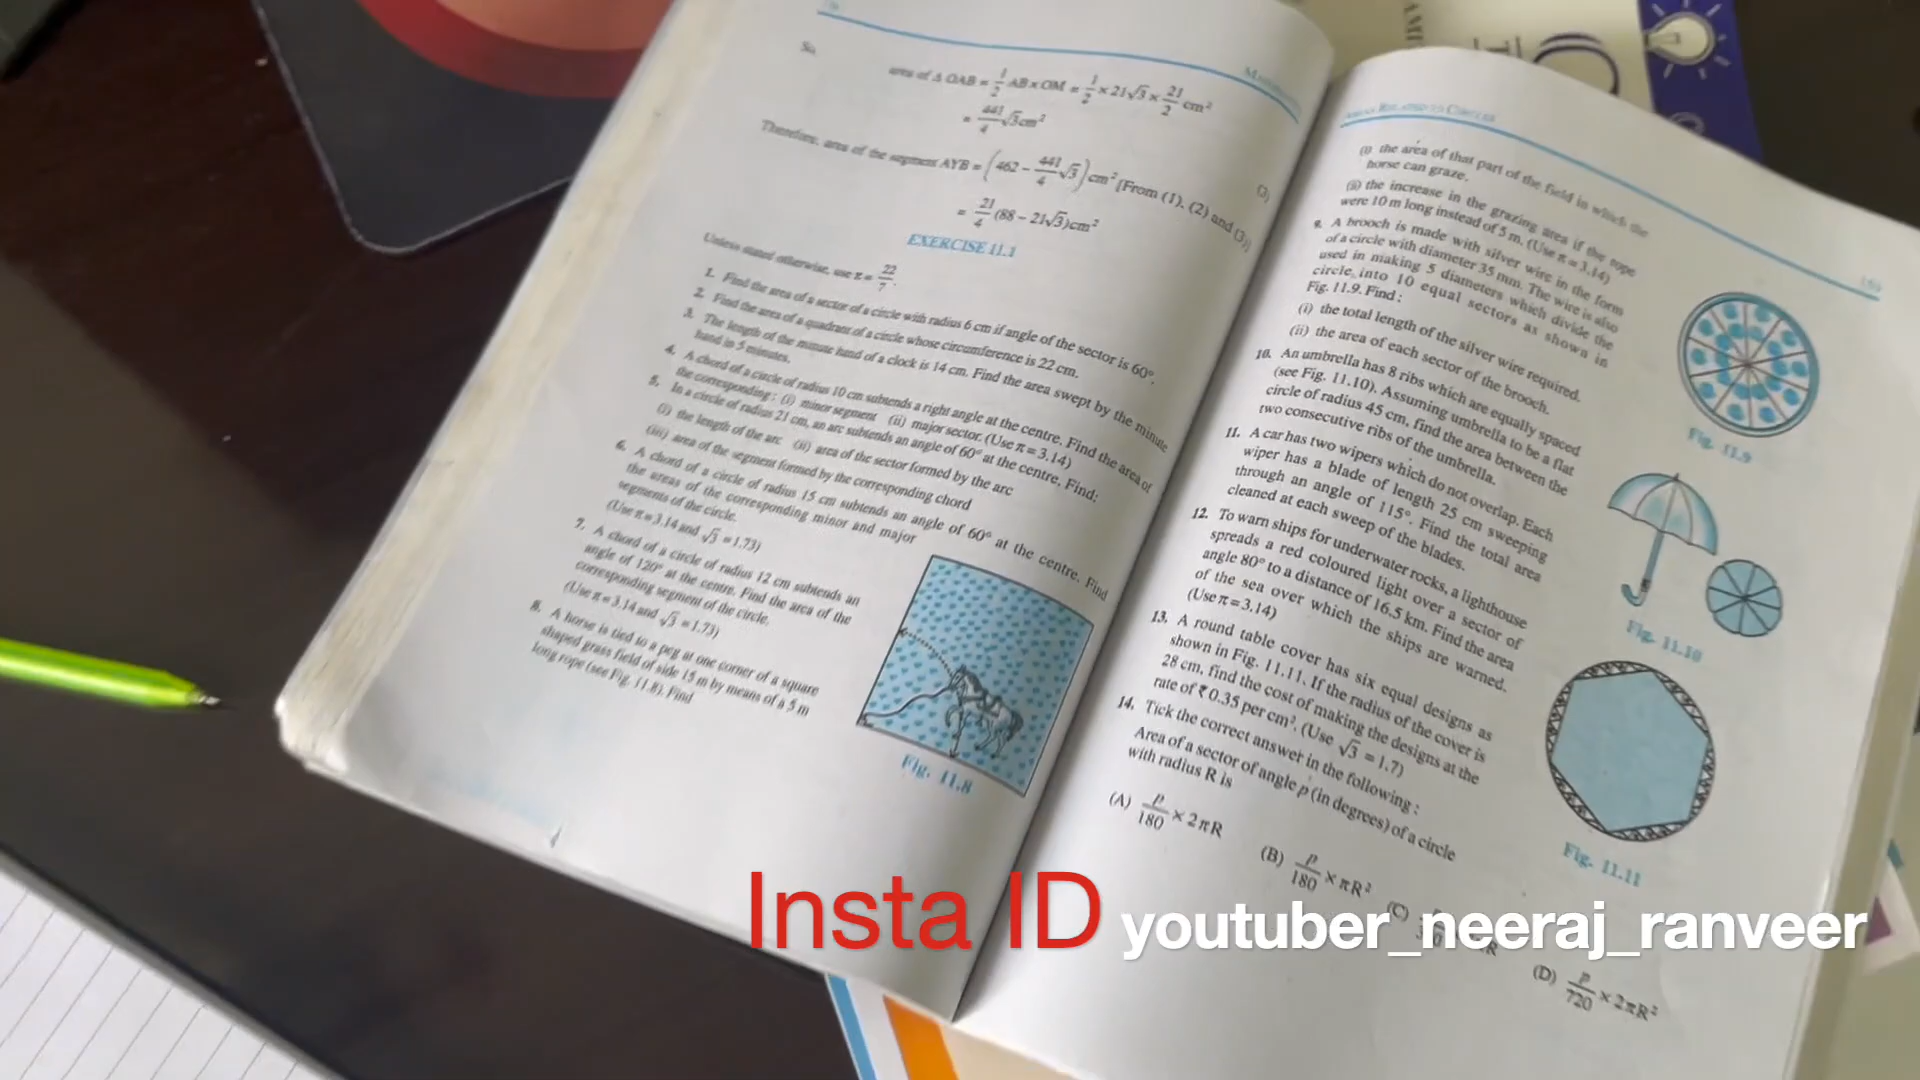 So,
area of Δ OAB = 1/2 AB × OM = 1/2 × 21√3 × 21/2 cm²
= 441/4 √3 cm²
(3)
Therefore, area of the segment AYB = (462 − 441/4 √3) cm² [From (1), (2) and (3)]
= 21/4 (88 − 21√3) cm²
EXERCISE 11.1
Unless stated otherwise, use π = 22/7.
1. Find the area of a sector of a circle with radius 6 cm if angle of the sector is 60°.
2. Find the area of a quadrant of a circle whose circumference is 22 cm.
3. The length of the minute hand of a clock is 14 cm. Find the area swept by the minute
hand in 5 minutes.
4. A chord of a circle of radius 10 cm subtends a right angle at the centre. Find the area of
the corresponding : (i) minor segment (ii) major sector. (Use π = 3.14)
5. In a circle of radius 21 cm, an arc subtends an angle of 60° at the centre. Find:
(i) the length of the arc (ii) area of the sector formed by the arc
(iii) area of the segment formed by the corresponding chord
6. A chord of a circle of radius 15 cm subtends an angle of 60° at the centre. Find
the areas of the corresponding minor and major
segments of the circle.
(Use π = 3.14 and √3 = 1.73)
7. A chord of a circle of radius 12 cm subtends an
angle of 120° at the centre. Find the area of the
corresponding segment of the circle.
(Use π = 3.14 and √3 = 1.73)
8. A horse is tied to a peg at one corner of a square
shaped grass field of side 15 m by means of a 5 m
long rope (see Fig. 11.8). Find
Fig. 11.8
(i) the area of that part of the field in which the
horse can graze.
(ii) the increase in the grazing area if the rope
were 10 m long instead of 5 m. (Use π = 3.14)
9. A brooch is made with silver wire in the form
of a circle with diameter 35 mm. The wire is also
used in making 5 diameters which divide the
circle into 10 equal sectors as shown in
Fig. 11.9. Find :
(i) the total length of the silver wire required.
(ii) the area of each sector of the brooch.
Fig. 11.9
10. An umbrella has 8 ribs which are equally spaced
(see Fig. 11.10). Assuming umbrella to be a flat
circle of radius 45 cm, find the area between the
two consecutive ribs of the umbrella.
11. A car has two wipers which do not overlap. Each
wiper has a blade of length 25 cm sweeping
through an angle of 115°. Find the total area
cleaned at each sweep of the blades.
Fig. 11.10
12. To warn ships for underwater rocks, a lighthouse
spreads a red coloured light over a sector of
angle 80° to a distance of 16.5 km. Find the area
of the sea over which the ships are warned.
(Use π = 3.14)
13. A round table cover has six equal designs as
shown in Fig. 11.11. If the radius of the cover is
28 cm, find the cost of making the designs at the
rate of ₹ 0.35 per cm². (Use √3 = 1.7)
Fig. 11.11
14. Tick the correct answer in the following :
Area of a sector of angle p (in degrees) of a circle
with radius R is
(A) p/180 × 2πR
(B) p/180 × πR²
(C)
(D) p/720 × 2πR²
Insta ID youtuber_neeraj_ranveer